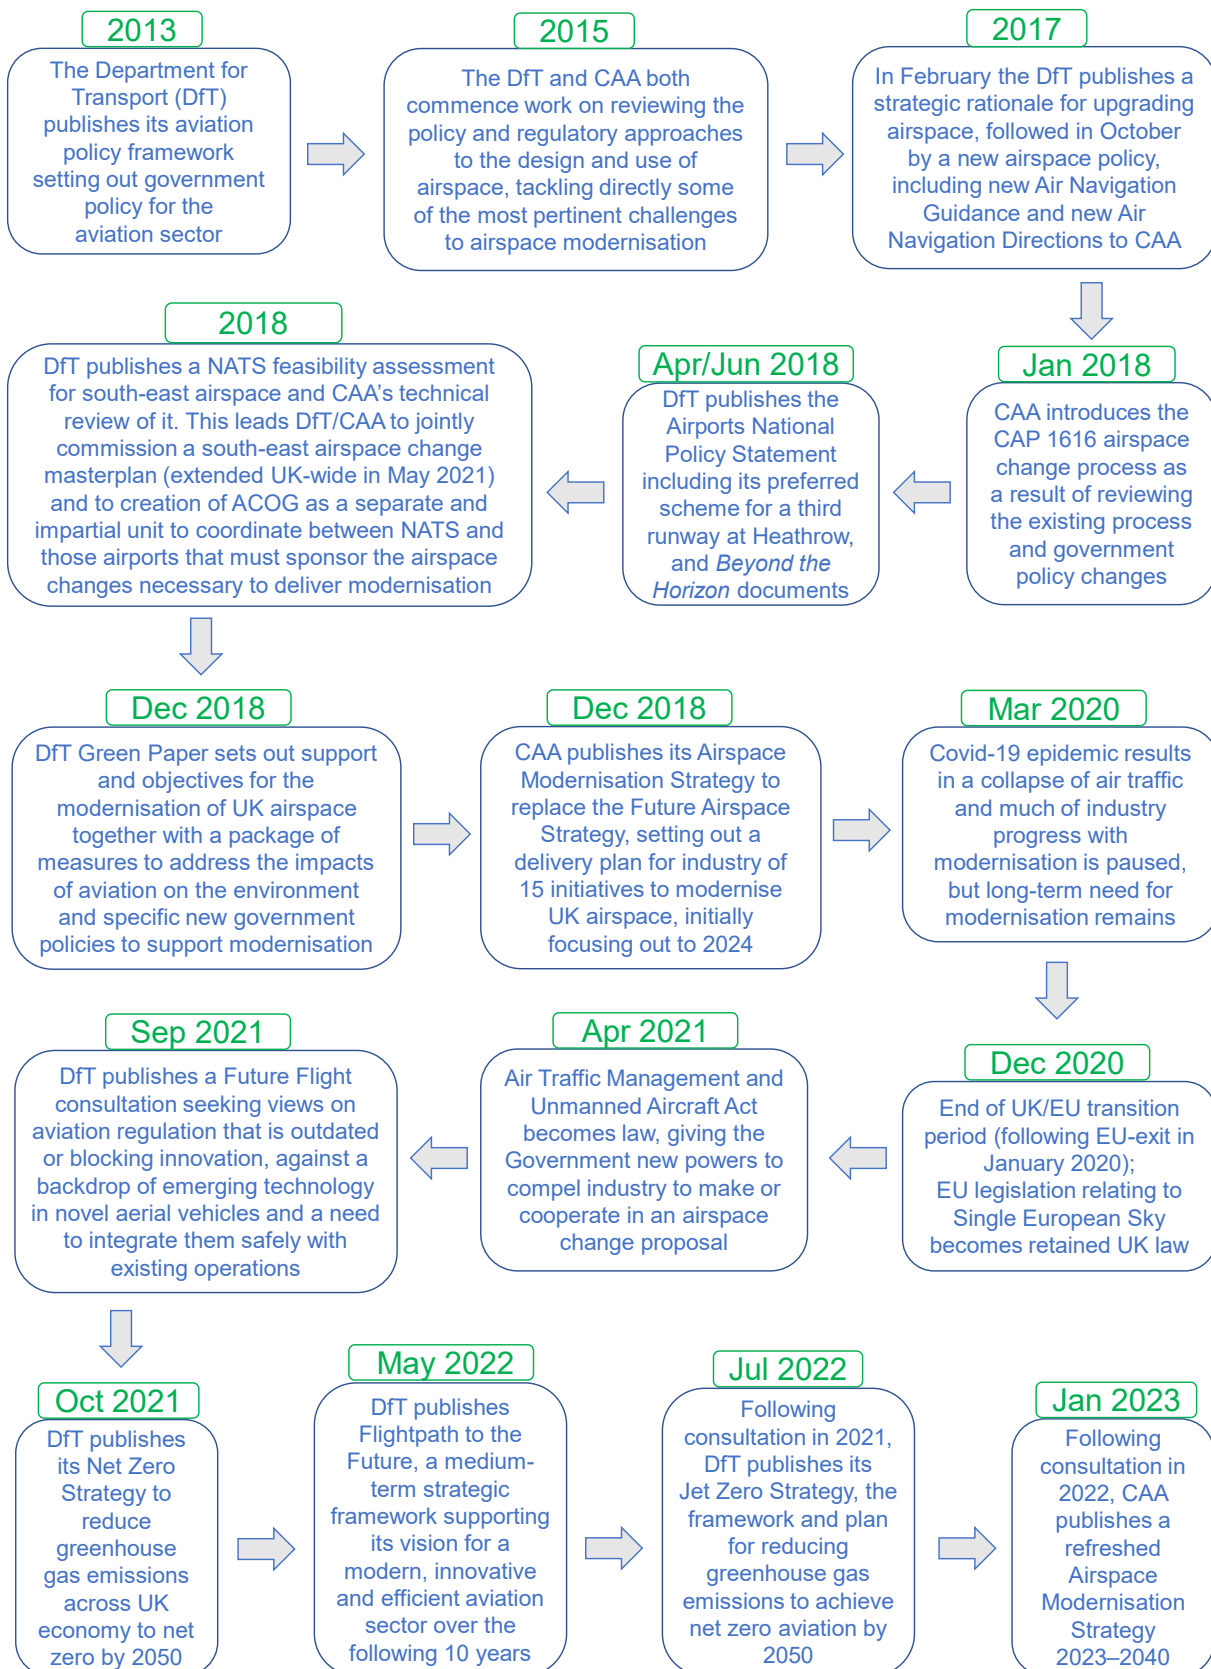 2013
The Department for
Transport (DfT)
publishes its aviation
policy framework
setting out government
policy for the
aviation sector
2015
The DfT and CAA both
commence work on reviewing the
policy and regulatory approaches
to the design and use of
airspace, tackling directly some
of the most pertinent challenges
to airspace modernisation
2017
In February the DfT publishes a
strategic rationale for upgrading
airspace, followed in October
by a new airspace policy,
including new Air Navigation
Guidance and new Air
Navigation Directions to CAA
Jan 2018
CAA introduces the
CAP 1616 airspace
change process as
a result of reviewing
the existing process
and government
policy changes
Apr/Jun 2018
DfT publishes the
Airports National
Policy Statement
including its preferred
scheme for a third
runway at Heathrow,
and Beyond the
Horizon documents
2018
DfT publishes a NATS feasibility assessment
for south-east airspace and CAA's technical
review of it. This leads DfT/CAA to jointly
commission a south-east airspace change
masterplan (extended UK-wide in May 2021)
and to creation of ACOG as a separate and
impartial unit to coordinate between NATS and
those airports that must sponsor the airspace
changes necessary to deliver modernisation
Dec 2018
DfT Green Paper sets out support
and objectives for the
modernisation of UK airspace
together with a package of
measures to address the impacts
of aviation on the environment
and specific new government
policies to support modernisation
Dec 2018
CAA publishes its Airspace
Modernisation Strategy to
replace the Future Airspace
Strategy, setting out a
delivery plan for industry of
15 initiatives to modernise
UK airspace, initially
focusing out to 2024
Mar 2020
Covid-19 epidemic results
in a collapse of air traffic
and much of industry
progress with
modernisation is paused,
but long-term need for
modernisation remains
Dec 2020
End of UK/EU transition
period (following EU-exit in
January 2020);
EU legislation relating to
Single European Sky
becomes retained UK law
Apr 2021
Air Traffic Management and
Unmanned Aircraft Act
becomes law, giving the
Government new powers to
compel industry to make or
cooperate in an airspace
change proposal
Sep 2021
DfT publishes a Future Flight
consultation seeking views on
aviation regulation that is outdated
or blocking innovation, against a
backdrop of emerging technology
in novel aerial vehicles and a need
to integrate them safely with
existing operations
Oct 2021
DfT publishes
its Net Zero
Strategy to
reduce
greenhouse
gas emissions
across UK
economy to net
zero by 2050
May 2022
DfT publishes
Flightpath to the
Future, a medium-
term strategic
framework supporting
its vision for a
modern, innovative
and efficient aviation
sector over the
following 10 years
Jul 2022
Following
consultation in 2021,
DfT publishes its
Jet Zero Strategy, the
framework and plan
for reducing
greenhouse gas
emissions to achieve
net zero aviation by
2050
Jan 2023
Following
consultation in
2022, CAA
publishes a
refreshed
Airspace
Modernisation
Strategy
2023–2040